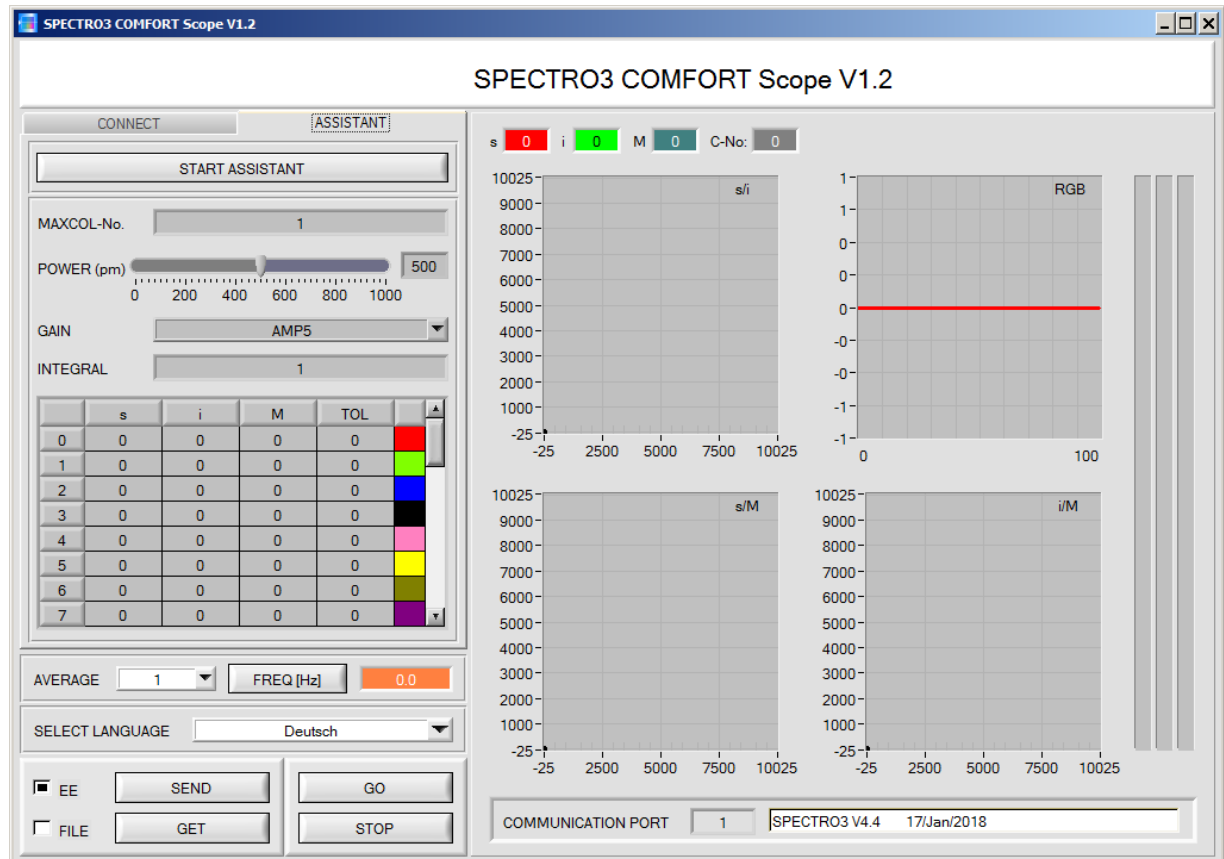 SPECTRO3 COMFORT Scope V1.2
SPECTRO3 COMFORT Scope V1.2
CONNECT ASSISTANT
START ASSISTANT
MAXCOL-No. 1
POWER (pm) 500
0 200 400 600 800 1000
GAIN AMP5
INTEGRAL 1
s i M TOL
0 0 0 0 0
1 0 0 0 0
2 0 0 0 0
3 0 0 0 0
4 0 0 0 0
5 0 0 0 0
6 0 0 0 0
7 0 0 0 0
AVERAGE 1 FREQ [Hz] 0.0
SELECT LANGUAGE Deutsch
EE SEND GO
FILE GET STOP
s 0 i 0 M 0 C-No: 0
s/i
10025
9000
8000
7000
6000
5000
4000
3000
2000
1000
-25
-25 2500 5000 7500 10025
RGB
1
1
0
0
0
-0
-0
-1
-1
0 100
s/M
10025
9000
8000
7000
6000
5000
4000
3000
2000
1000
-25
-25 2500 5000 7500 10025
i/M
10025
9000
8000
7000
6000
5000
4000
3000
2000
1000
-25
-25 2500 5000 7500 10025
COMMUNICATION PORT 1 SPECTRO3 V4.4 17/Jan/2018